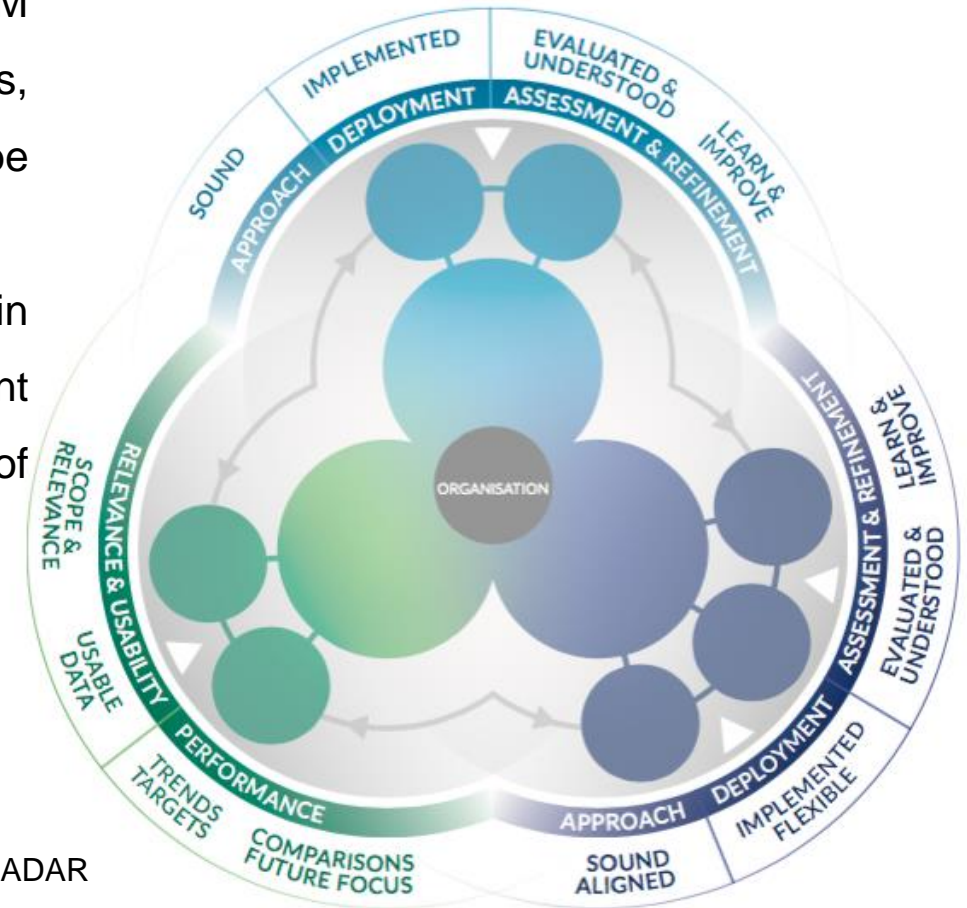 s,
be
in
nt
of
IMPLEMENTED
EVALUATED &
UNDERSTOOD
LEARN &
IMPROVE
SOUND
APPROACH
DEPLOYMENT
ASSESSMENT & REFINEMENT
ORGANISATION
SCOPE &
RELEVANCE
USABLE
DATA
RELEVANCE & USABILITY
PERFORMANCE
TRENDS
TARGETS
COMPARISONS
FUTURE FOCUS
LEARN &
IMPROVE
EVALUATED &
UNDERSTOOD
ASSESSMENT & REFINEMENT
DEPLOYMENT
APPROACH
IMPLEMENTED
FLEXIBLE
SOUND
ALIGNED
ADAR